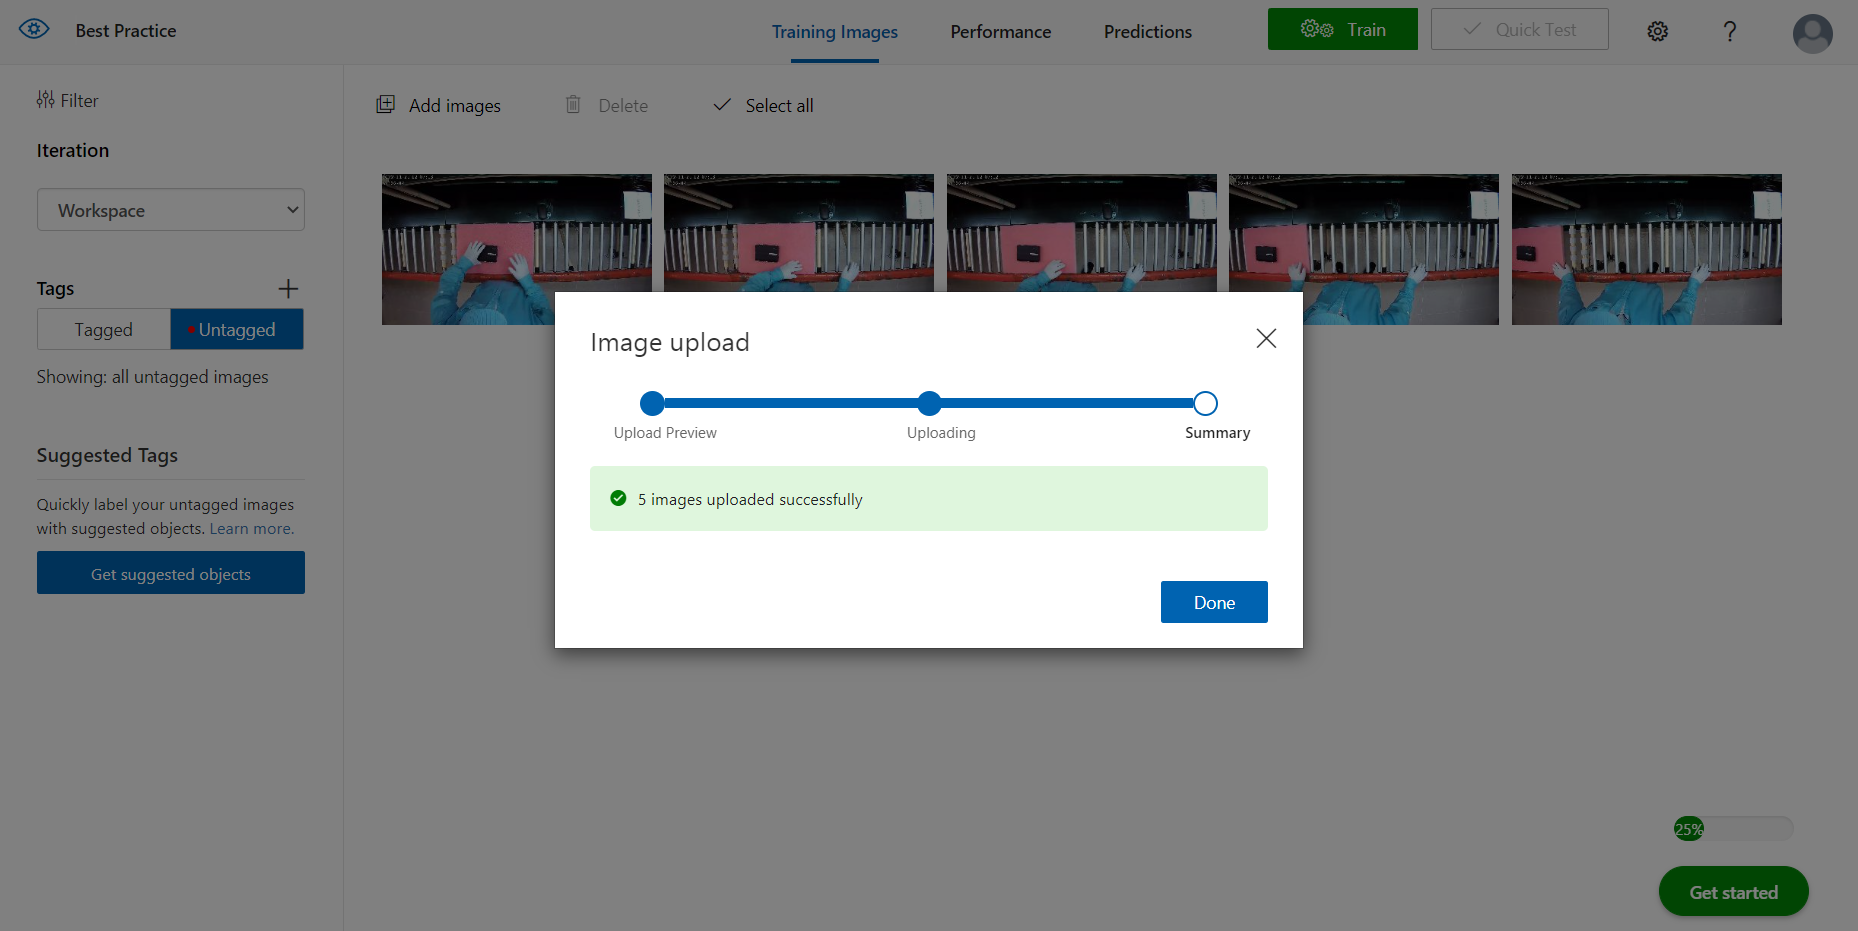 Best Practice
Training Images
Performance
Predictions
Train
Quick Test
?
Filter
Add images
Delete
Select all
Iteration
Workspace
Tags
Tagged
Untagged
Showing: all untagged images
Suggested Tags
Quickly label your untagged images
with suggested objects. Learn more.
Get suggested objects
Image upload
Upload Preview
Uploading
Summary
5 images uploaded successfully
Done
25%
Get started